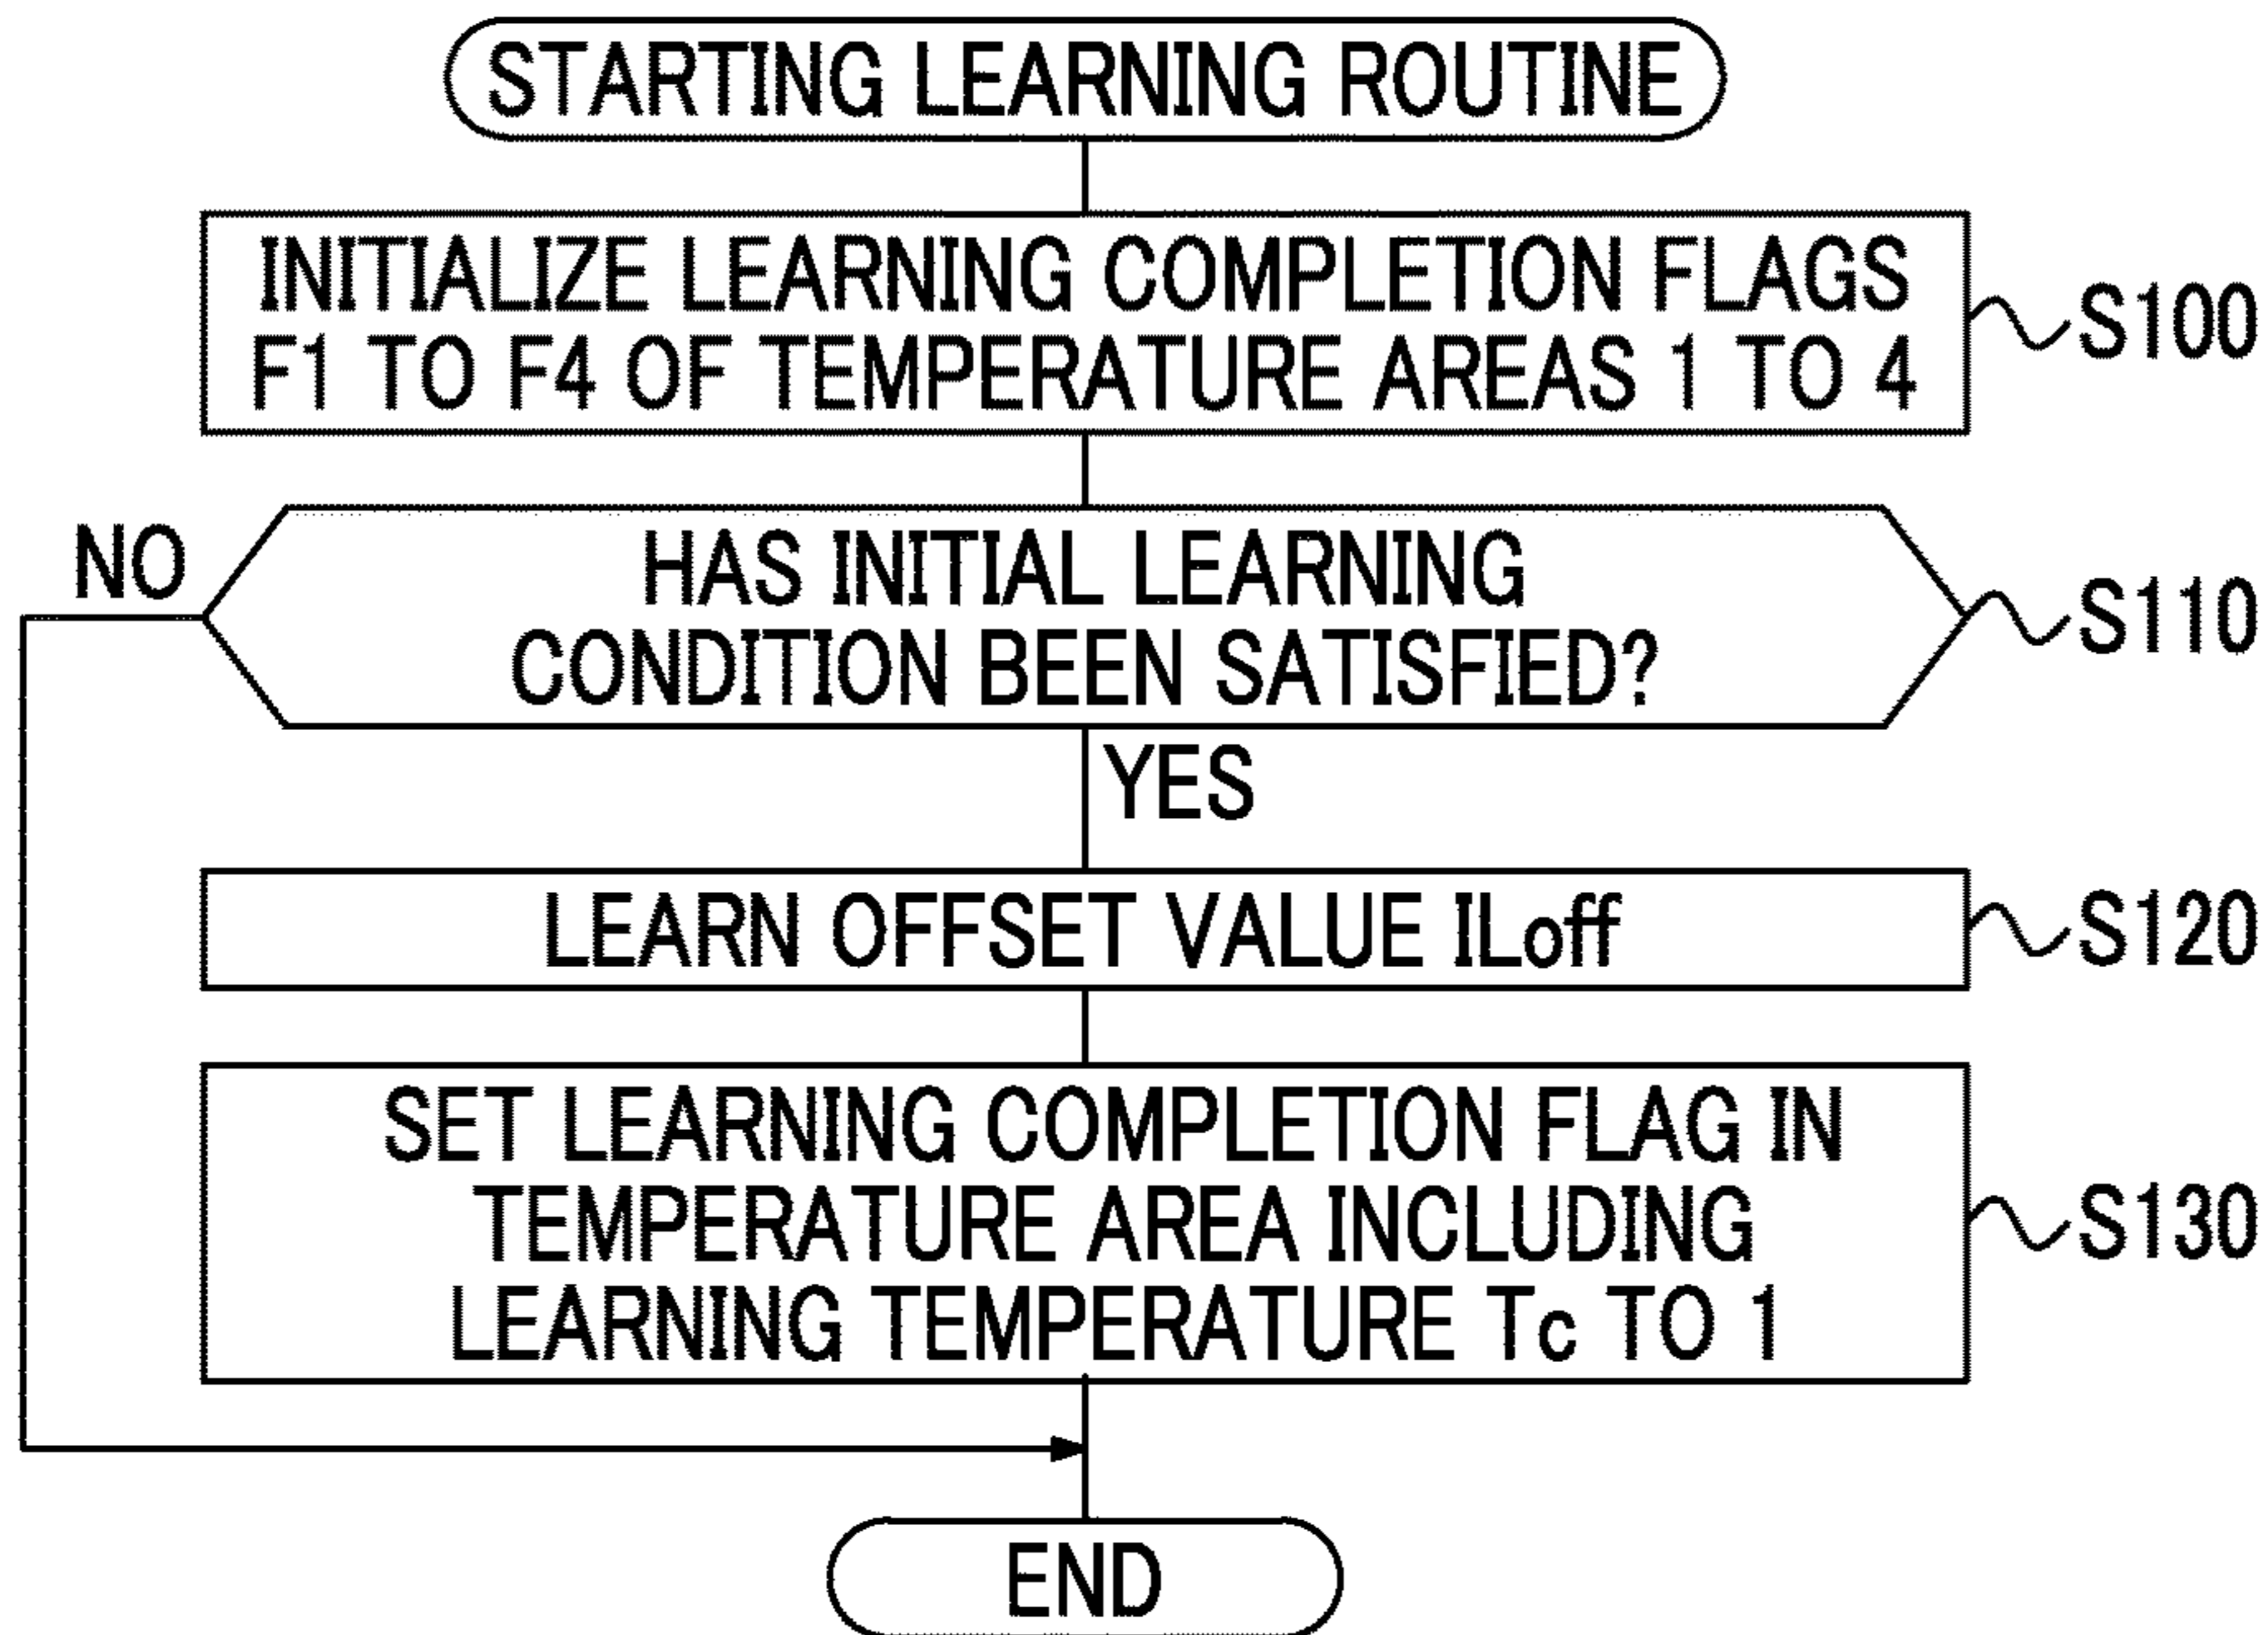 STARTING LEARNING ROUTINE
INITIALIZE LEARNING COMPLETION FLAGS
F1 TO F4 OF TEMPERATURE AREAS 1 TO 4
S100
NO
HAS INITIAL LEARNING
CONDITION BEEN SATISFIED?
S110
YES
LEARN OFFSET VALUE ILoff
S120
SET LEARNING COMPLETION FLAG IN
TEMPERATURE AREA INCLUDING
LEARNING TEMPERATURE Tc TO 1
S130
END